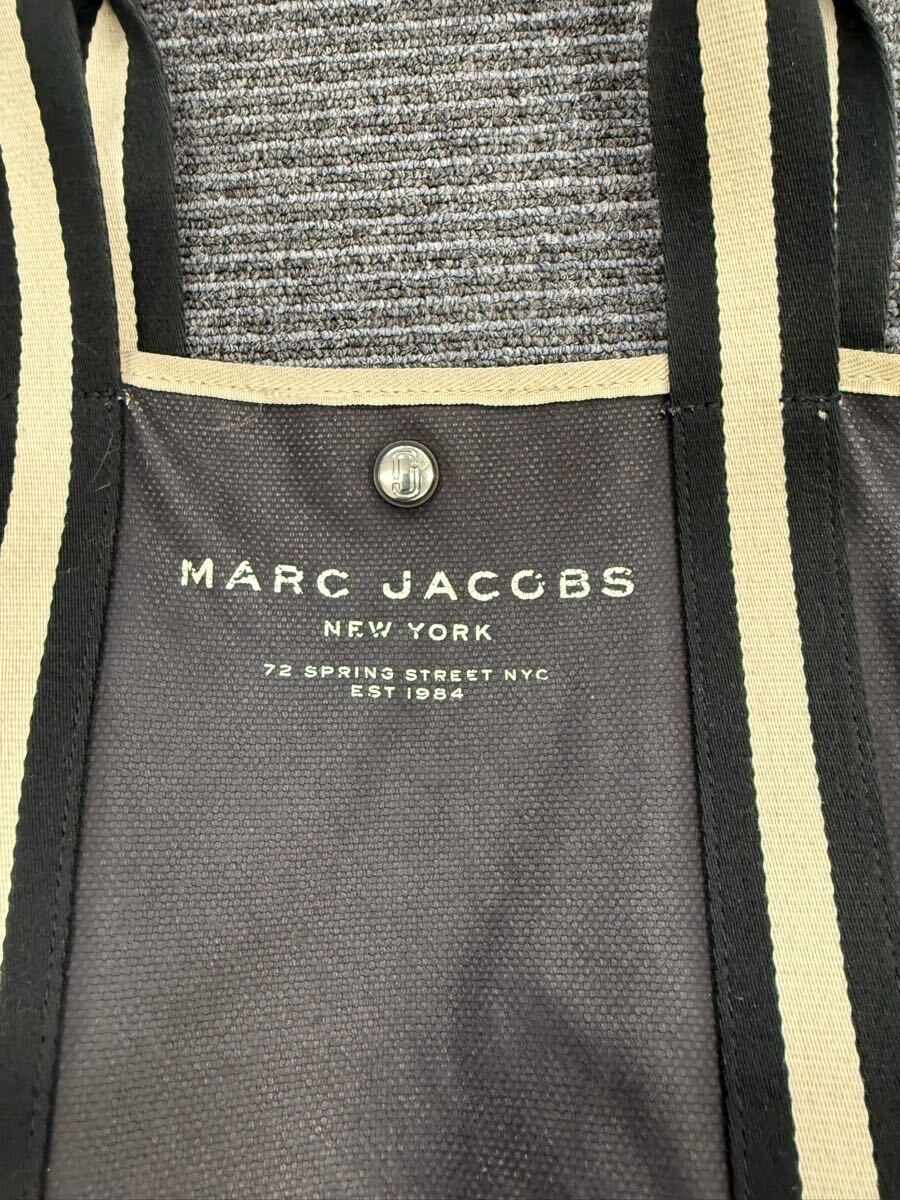 MARC JACOBS
NEW YORK
72 SPRING STREET NYC
EST 1984